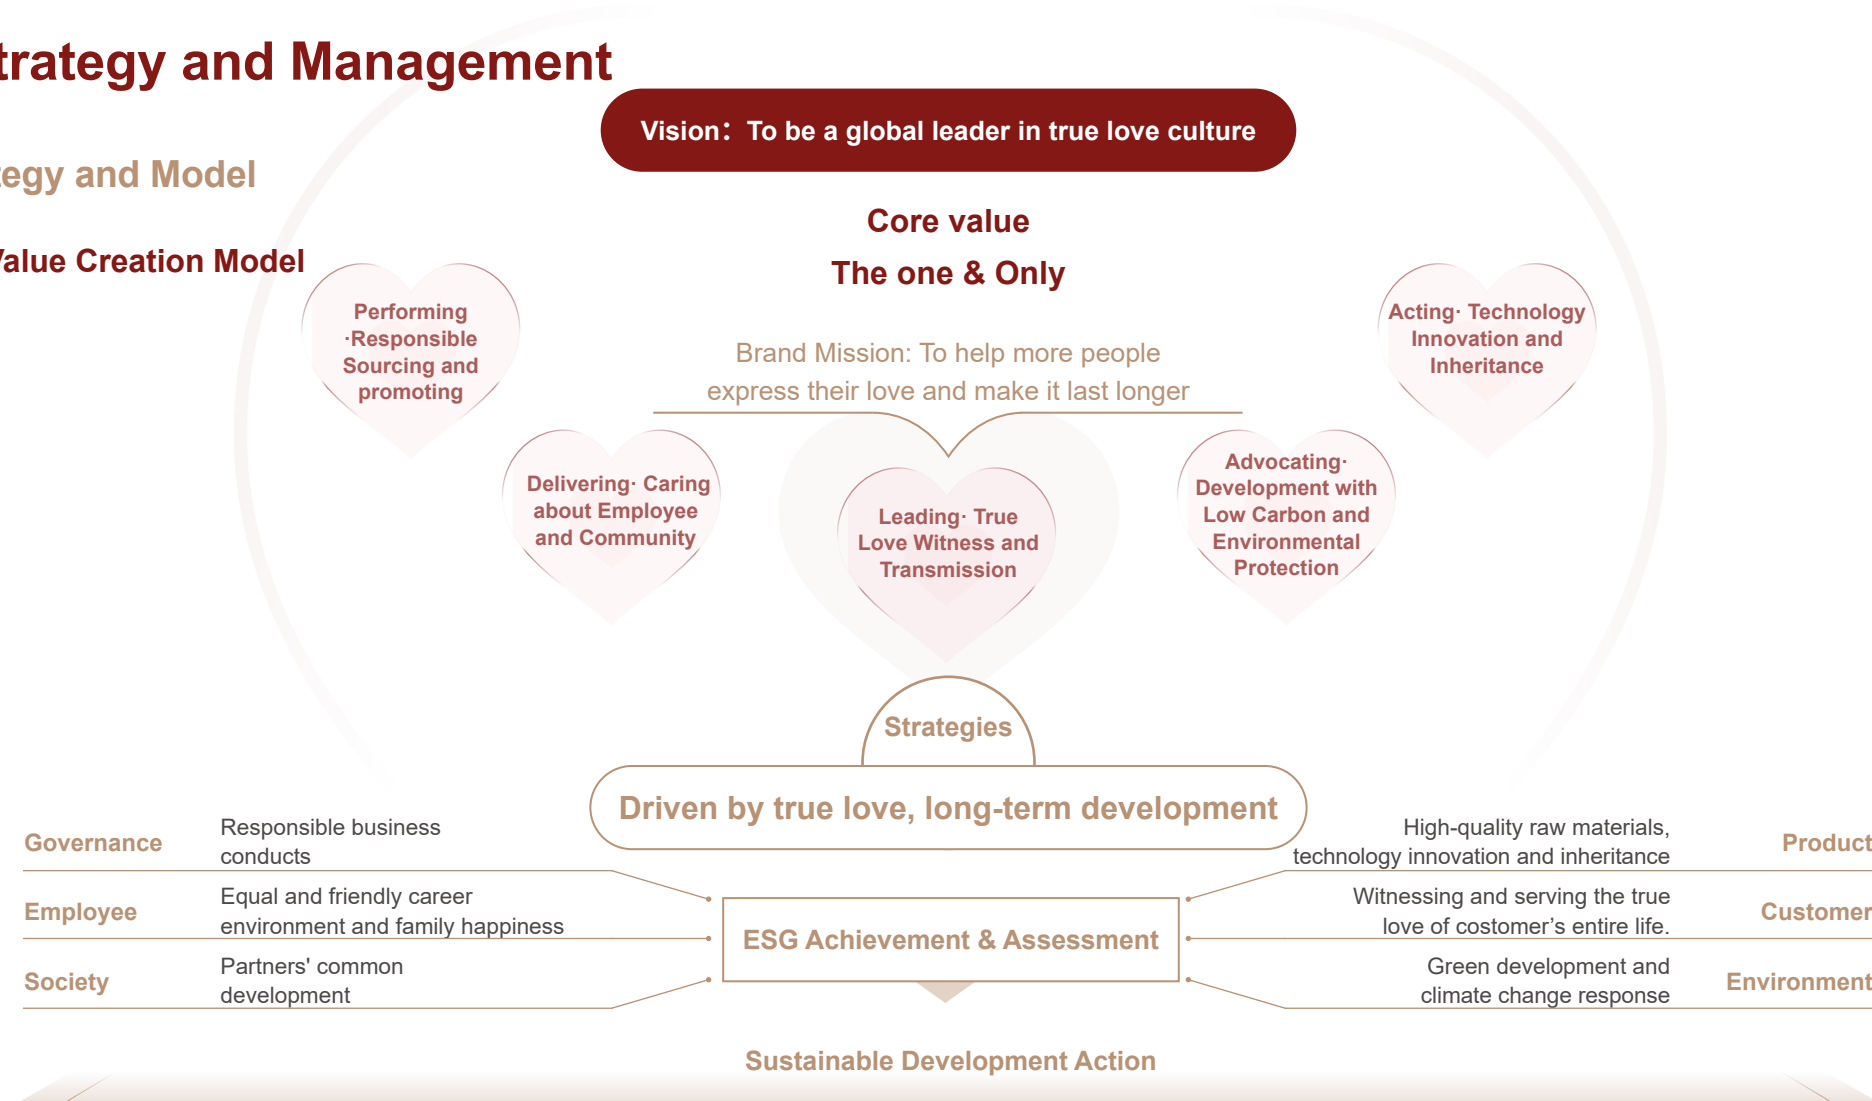 trategy and Management
Vision：To be a global leader in true love culture
tegy and Model
Core value
Value Creation Model
The one & Only
Performing
·Responsible
Sourcing and
promoting
Acting· Technology
Innovation and
Inheritance
Brand Mission: To help more people
express their love and make it last longer
Delivering· Caring
about Employee
and Community
Leading· True
Love Witness and
Transmission
Advocating·
Development with
Low Carbon and
Environmental
Protection
Strategies
Driven by true love, long-term development
Governance
Responsible business
conducts
Employee
Equal and friendly career
environment and family happiness
Society
Partners' common
development
ESG Achievement & Assessment
High-quality raw materials,
technology innovation and inheritance
Product
Witnessing and serving the true
love of costomer’s entire life.
Customer
Green development and
climate change response
Environment
Sustainable Development Action